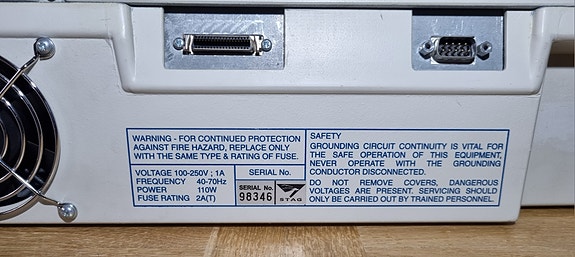 WARNING - FOR CONTINUED PROTECTION
AGAINST FIRE HAZARD, REPLACE ONLY
WITH THE SAME TYPE & RATING OF FUSE.
VOLTAGE 100-250V ; 1A
FREQUENCY 40-70Hz
POWER 110W
FUSE RATING 2A(T)
SERIAL No.
SERIAL No.
98346
STAG
SAFETY
GROUNDING CIRCUIT CONTINUITY IS VITAL FOR
THE SAFE OPERATION OF THIS EQUIPMENT,
NEVER OPERATE WITH THE GROUNDING
CONDUCTOR DISCONNECTED.
DO NOT REMOVE COVERS, DANGEROUS
VOLTAGES ARE PRESENT. SERVICING SHOULD
ONLY BE CARRIED OUT BY TRAINED PERSONNEL.